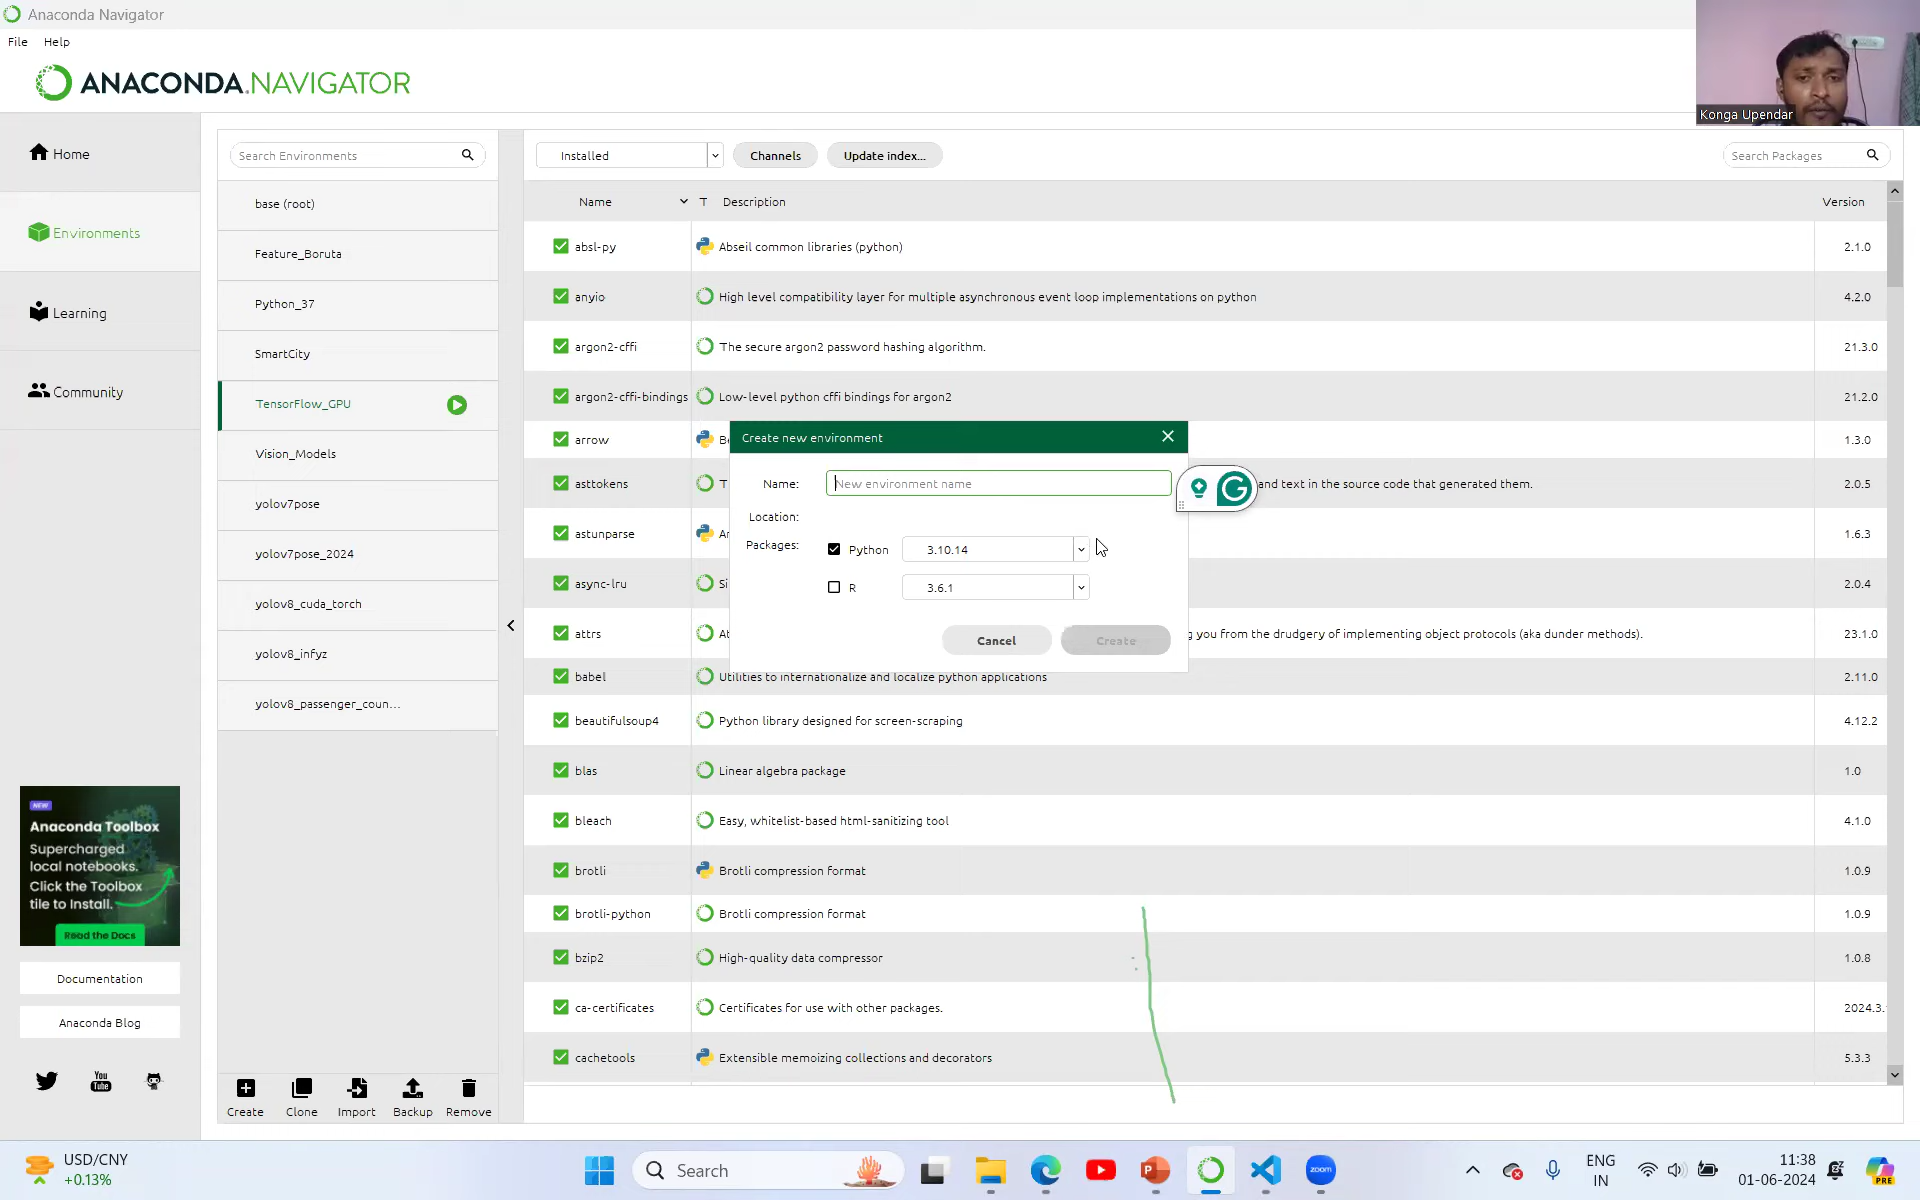 Anaconda Navigator
File Help
ANACONDA.NAVIGATOR
Konga Upendar
Home
Environments
Learning
Community
NEW
Anaconda Toolbox
Supercharged
local notebooks.
Click the Toolbox
tile to Install.
Read the Docs
Documentation
Anaconda Blog
You
Tube
Search Environments
base (root)
Feature_Boruta
Python_37
SmartCity
TensorFlow_GPU
Vision_Models
yolov7pose
yolov7pose_2024
yolov8_cuda_torch
yolov8_infyz
yolov8_passenger_coun...
Create Clone Import Backup Remove
Installed Channels Update index... Search Packages
Name T Description Version
absl-py Abseil common libraries (python) 2.1.0
anyio High level compatibility layer for multiple asynchronous event loop implementations on python 4.2.0
argon2-cffi The secure argon2 password hashing algorithm. 21.3.0
argon2-cffi-bindings Low-level python cffi bindings for argon2 21.2.0
arrow Be 1.3.0
asttokens T and text in the source code that generated them. 2.0.5
astunparse Ar 1.6.3
async-lru Si 2.0.4
attrs At g you from the drudgery of implementing object protocols (aka dunder methods). 23.1.0
babel Utilities to internationalize and localize python applications 2.11.0
beautifulsoup4 Python library designed for screen-scraping 4.12.2
blas Linear algebra package 1.0
bleach Easy, whitelist-based html-sanitizing tool 4.1.0
brotli Brotli compression format 1.0.9
brotli-python Brotli compression format 1.0.9
bzip2 High-quality data compressor 1.0.8
ca-certificates Certificates for use with other packages. 2024.3.
cachetools Extensible memoizing collections and decorators 5.3.3
Create new environment
Name: New environment name
Location:
Packages: Python 3.10.14
R 3.6.1
Cancel Create
USD/CNY
+0.13%
Search
zoom
ENG
IN
11:38
01-06-2024
PRE